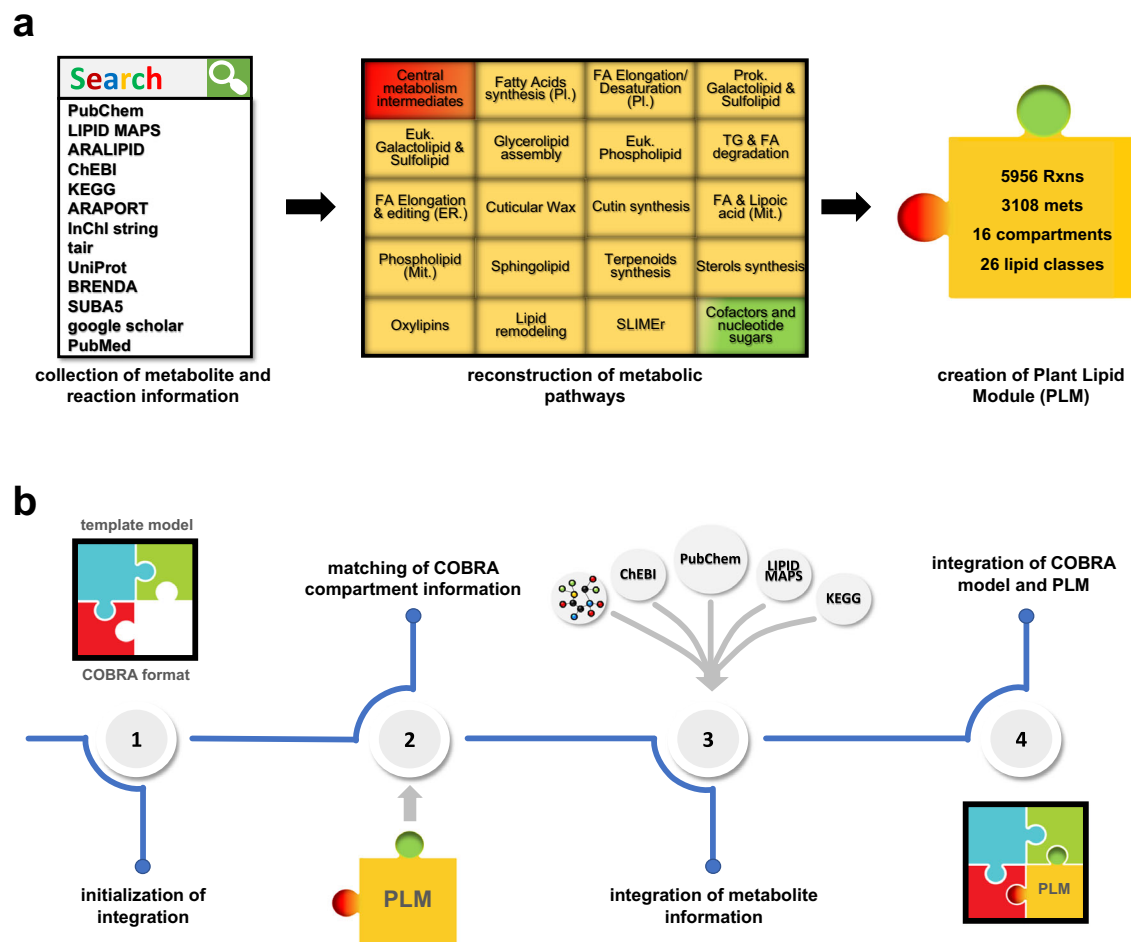 a
Search
PubChem
LIPID MAPS
ARALIPID
ChEBI
KEGG
ARAPORT
InChI string
tair
UniProt
BRENDA
SUBA5
google scholar
PubMed
collection of metabolite and
reaction information
Central
metabolism
intermediates
Fatty Acids
synthesis (Pl.)
FA Elongation/
Desaturation
(Pl.)
Prok.
Galactolipid &
Sulfolipid
Euk.
Galactolipid &
Sulfolipid
Glycerolipid
assembly
Euk.
Phospholipid
TG & FA
degradation
FA Elongation
& editing (ER.)
Cuticular Wax
Cutin synthesis
FA & Lipoic
acid (Mit.)
Phospholipid
(Mit.)
Sphingolipid
Terpenoids
synthesis
Sterols synthesis
Oxylipins
Lipid
remodeling
SLIMEr
Cofactors and
nucleotide
sugars
reconstruction of metabolic
pathways
5956 Rxns
3108 mets
16 compartments
26 lipid classes
creation of Plant Lipid
Module (PLM)
b
template model
COBRA format
1
initialization of
integration
matching of COBRA
compartment information
2
PLM
ChEBI
PubChem
LIPID
MAPS
KEGG
3
integration of metabolite
information
integration of COBRA
model and PLM
4
PLM